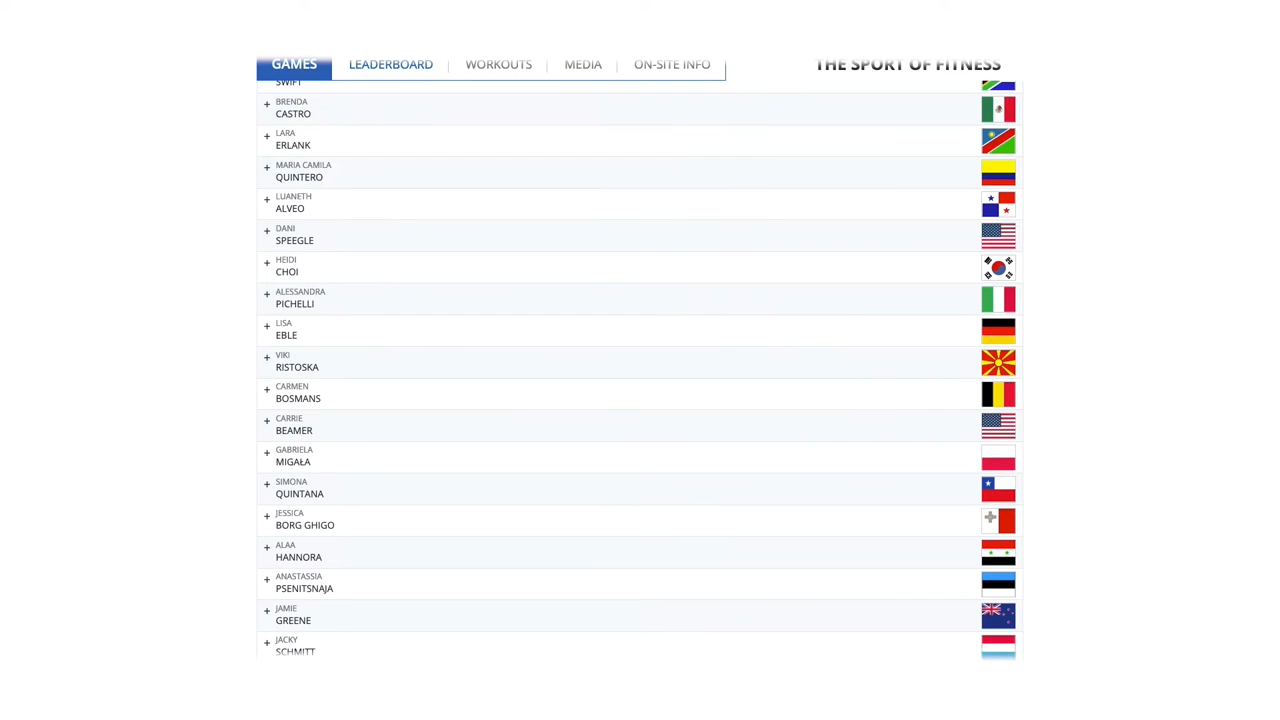 GAMES LEADERBOARD WORKOUTS MEDIA ON-SITE INFO THE SPORT OF FITNESS
SWIFT
+ BRENDA
CASTRO
+ LARA
ERLANK
+ MARIA CAMILA
QUINTERO
+ LUANETH
ALVEO
+ DANI
SPEEGLE
+ HEIDI
CHOI
+ ALESSANDRA
PICHELLI
+ LISA
EBLE
+ VIKI
RISTOSKA
+ CARMEN
BOSMANS
+ CARRIE
BEAMER
+ GABRIELA
MIGAŁA
+ SIMONA
QUINTANA
+ JESSICA
BORG GHIGO
+ ALAA
HANNORA
+ ANASTASSIA
PSENITSNAJA
+ JAMIE
GREENE
+ JACKY
SCHMITT